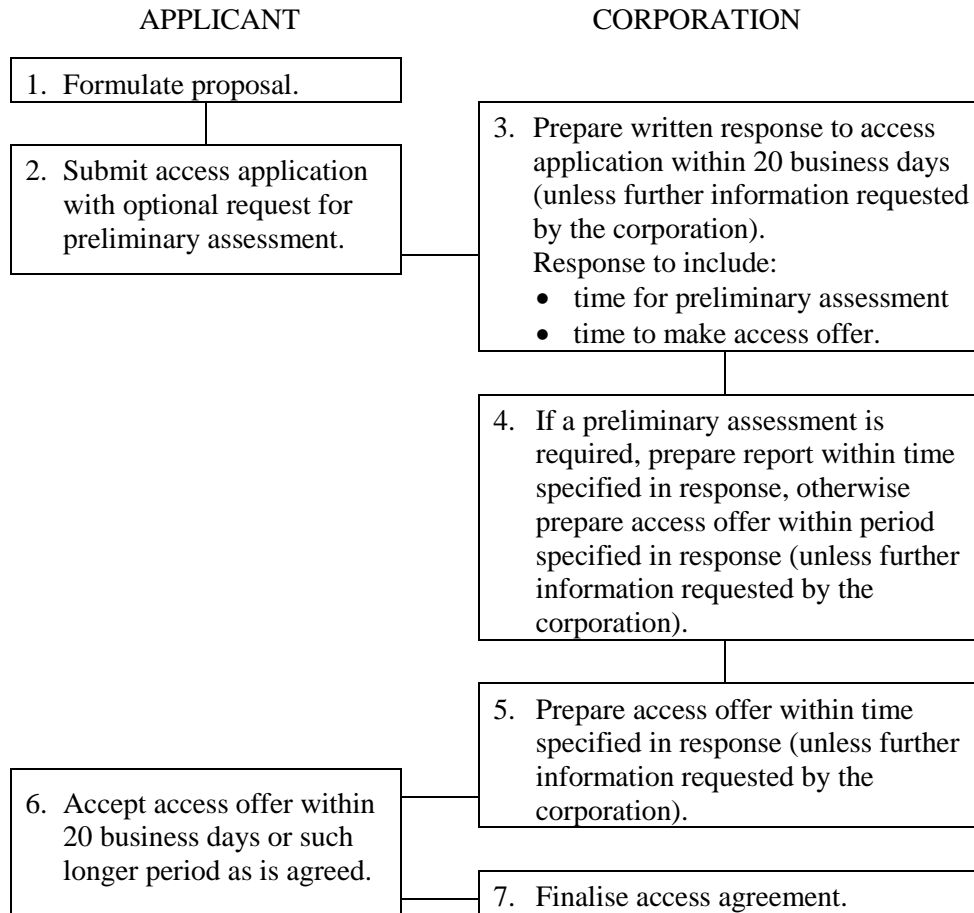 APPLICANT
CORPORATION
1. Formulate proposal.
2. Submit access application
with optional request for
preliminary assessment.
3. Prepare written response to access
application within 20 business days
(unless further information requested
by the corporation).
Response to include:
• time for preliminary assessment
• time to make access offer.
4. If a preliminary assessment is
required, prepare report within time
specified in response, otherwise
prepare access offer within period
specified in response (unless further
information requested by the
corporation).
5. Prepare access offer within time
specified in response (unless further
information requested by the
corporation).
6. Accept access offer within
20 business days or such
longer period as is agreed.
7. Finalise access agreement.